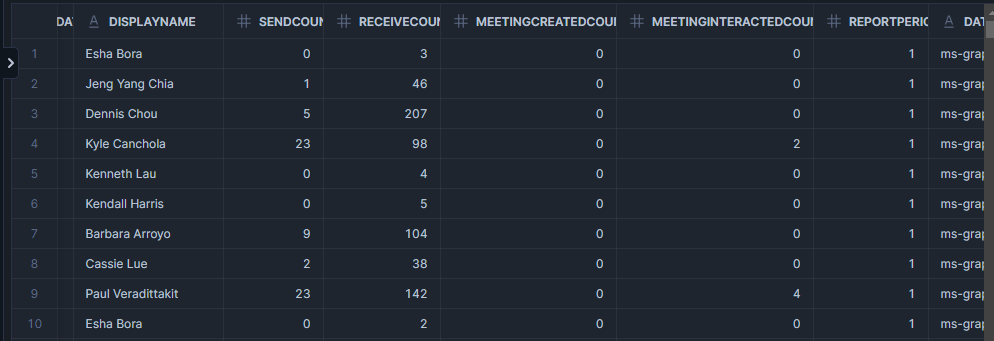 DA A DISPLAYNAME # SENDCOUN # RECEIVECOUN # MEETINGCREATEDCOUI # MEETINGINTERACTEDCOUN # REPORTPERIC A DAT
1 Esha Bora 0 3 0 0 1 ms-grap
2 Jeng Yang Chia 1 46 0 0 1 ms-grap
3 Dennis Chou 5 207 0 0 1 ms-grap
4 Kyle Canchola 23 98 0 2 1 ms-grap
5 Kenneth Lau 0 4 0 0 1 ms-grap
6 Kendall Harris 0 5 0 0 1 ms-grap
7 Barbara Arroyo 9 104 0 0 1 ms-grap
8 Cassie Lue 2 38 0 0 1 ms-grap
9 Paul Veradittakit 23 142 0 4 1 ms-grap
10 Esha Bora 0 2 0 0 1 ms-grap